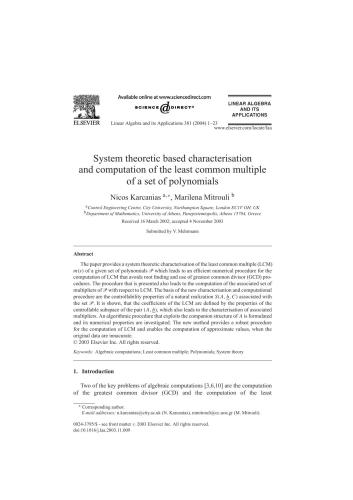 Available online at www.sciencedirect.com
SCIENCE @ DIRECT®
LINEAR ALGEBRA
AND ITS
APPLICATIONS
ELSEVIER
Linear Algebra and its Applications 381 (2004) 1–23
www.elsevier.com/locate/laa
System theoretic based characterisation
and computation of the least common multiple
of a set of polynomials
Nicos Karcanias a,∗, Marilena Mitrouli b
a Control Engineering Centre, City University, Northampton Square, London EC1V OH, UK
b Department of Mathematics, University of Athens, Panepistemiopolis, Athens 15784, Greece
Received 16 March 2002; accepted 4 November 2003
Submitted by V. Mehrmann
Abstract
The paper provides a system theoretic characterisation of the least common multiple (LCM)
m(s) of a given set of polynomials P which leads to an efficient numerical procedure for the
computation of LCM that avoids root finding and use of greatest common divisor (GCD) pro-
cedures. The procedure that is presented also leads to the computation of the associated set of
multipliers of P with respect to LCM. The basis of the new characterisation and computational
procedure are the controllability properties of a natural realization S(A, b, C) associated with
the set P. It is shown, that the coefficients of the LCM are defined by the properties of the
controllable subspace of the pair (A, b), which also leads to the characterisation of associated
multipliers. An algorithmic procedure that exploits the companion structure of A is formulated
and its numerical properties are investigated. The new method provides a robust procedure
for the computation of LCM and enables the computation of approximate values, when the
original data are inaccurate.
© 2003 Elsevier Inc. All rights reserved.
Keywords: Algebraic computations; Least common multiple; Polynomials; System theory
1. Introduction
Two of the key problems of algebraic computations [3,6,10] are the computation
of the greatest common divisor (GCD) and the computation of the least
∗ Corresponding author.
E-mail addresses: n.karcanias@city.ac.uk (N. Karcanias), mmitroul@cc.uoa.gr (M. Mitrouli).
0024-3795/$ - see front matter © 2003 Elsevier Inc. All rights reserved.
doi:10.1016/j.laa.2003.11.009